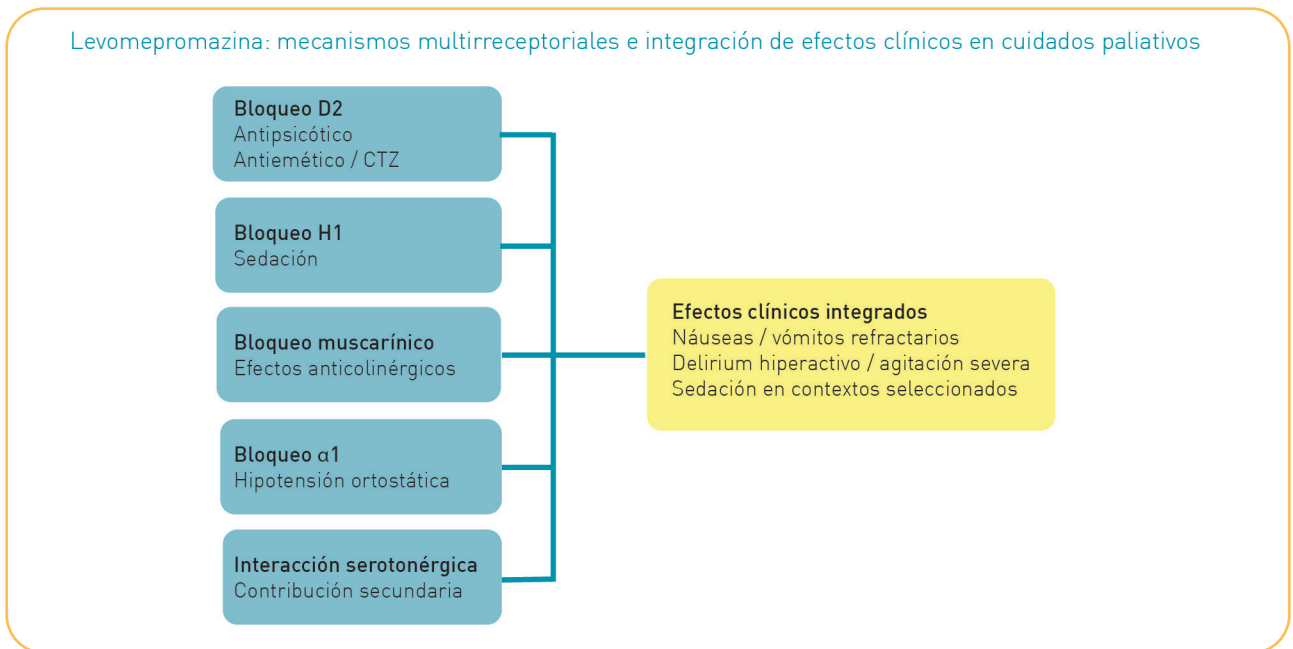 Levomepromazina: mecanismos multirreceptoriales e integración de efectos clínicos en cuidados paliativos
Bloqueo D2
Antipsicótico
Antiemético / CTZ
Bloqueo H1
Sedación
Bloqueo muscarínico
Efectos anticolinérgicos
Bloqueo α1
Hipotensión ortostática
Interacción serotonérgica
Contribución secundaria
Efectos clínicos integrados
Náuseas / vómitos refractarios
Delirium hiperactivo / agitación severa
Sedación en contextos seleccionados